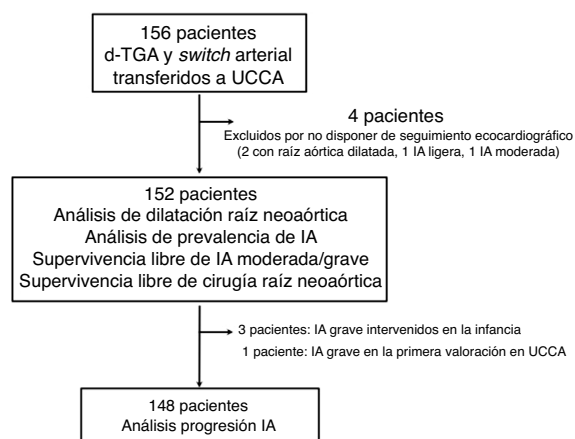 156 pacientes
d-TGA y switch arterial
transferidos a UCCA
4 pacientes
Excluidos por no disponer de seguimiento ecocardiográfico
(2 con raíz aórtica dilatada, 1 IA ligera, 1 IA moderada)
152 pacientes
Análisis de dilatación raíz neoaórtica
Análisis de prevalencia de IA
Supervivencia libre de IA moderada/grave
Supervivencia libre de cirugía raíz neoaórtica
3 pacientes: IA grave intervenidos en la infancia
1 paciente: IA grave en la primera valoración en UCCA
148 pacientes
Análisis progresión IA